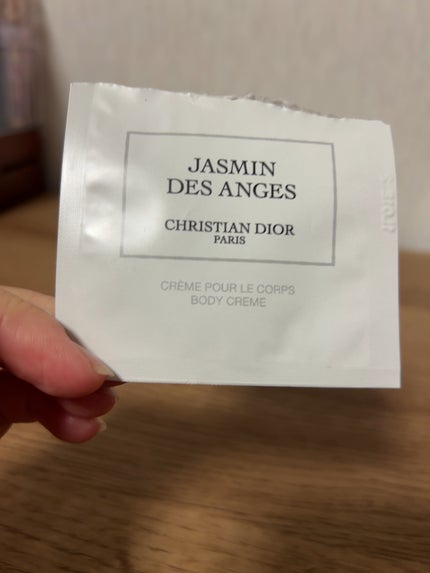 JASMIN
DES ANGES
CHRISTIAN DIOR
PARIS
CRÈME POUR LE CORPS
BODY CREME